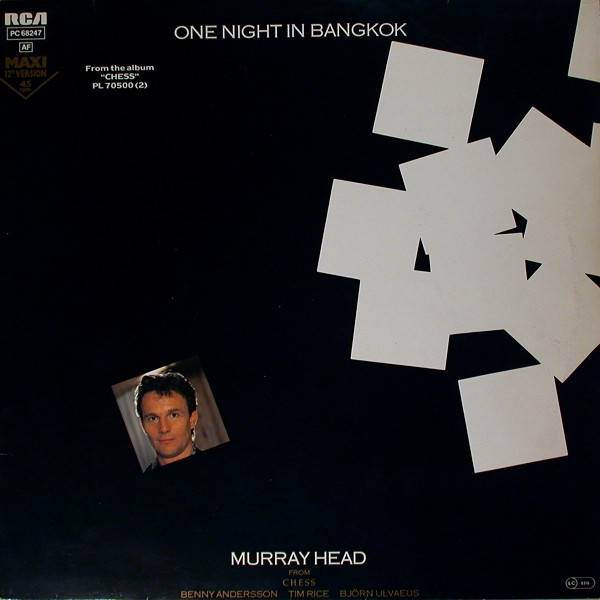 RCA
PC 68247
AF
MAXI
12" VERSION
45
ONE NIGHT IN BANGKOK
From the album
"CHESS"
PL 70500 (2)
MURRAY HEAD
FROM
CHESS
BENNY ANDERSSON TIM RICE BJÖRN ULVAEUS
LC